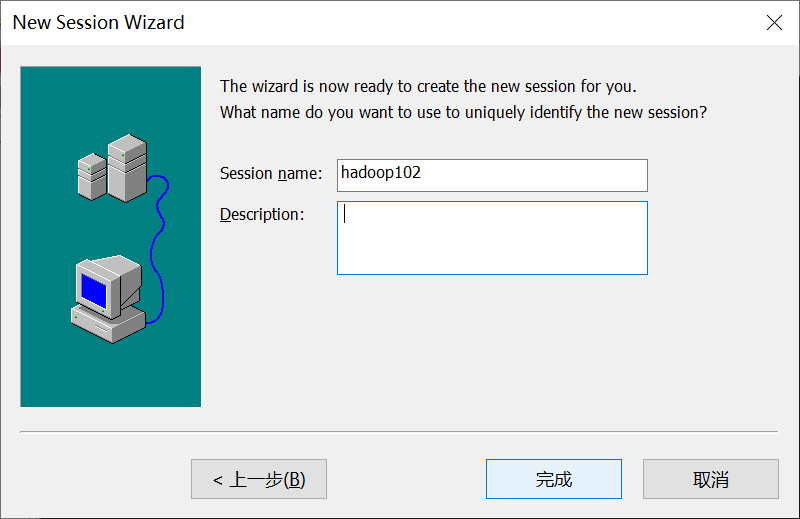 New Session Wizard
The wizard is now ready to create the new session for you.
What name do you want to use to uniquely identify the new session?
Session name: hadoop102
Description:
< 上一步(B)
完成
取消